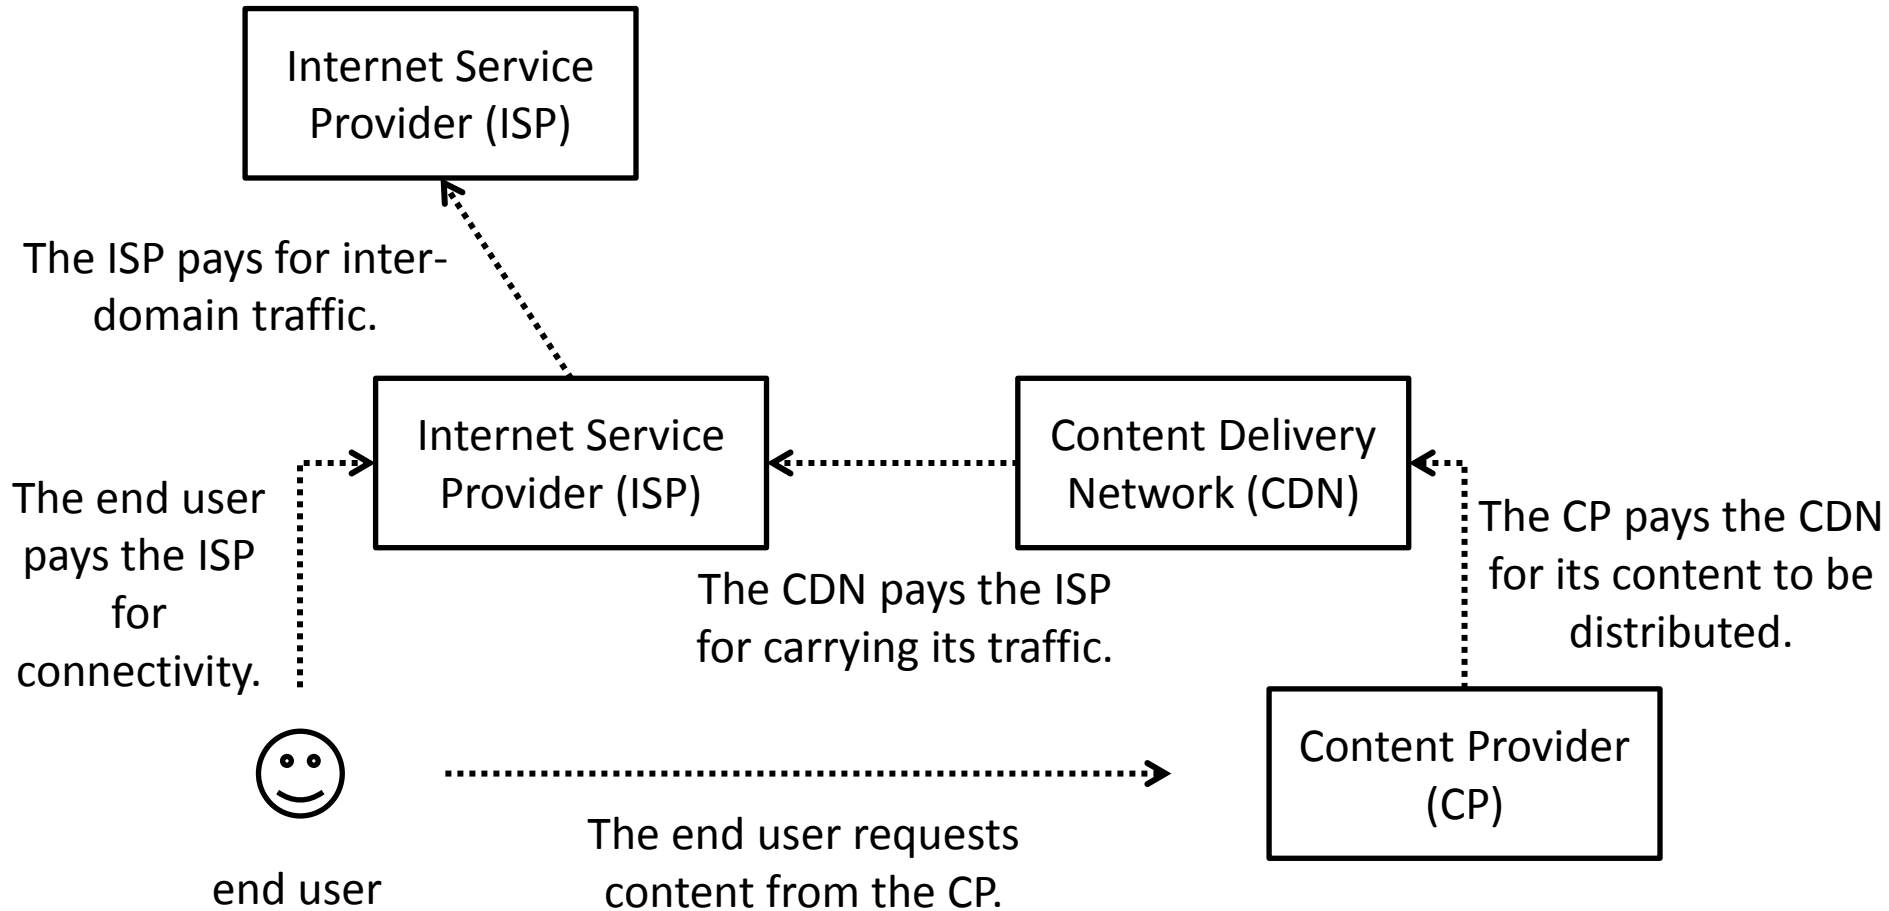 Internet Service
Provider (ISP)
The ISP pays for inter-
domain traffic.
Internet Service
Provider (ISP)
Content Delivery
Network (CDN)
The end user
pays the ISP
for
connectivity.
The CDN pays the ISP
for carrying its traffic.
The CP pays the CDN
for its content to be
distributed.
Content Provider
(CP)
The end user requests
content from the CP.
end user